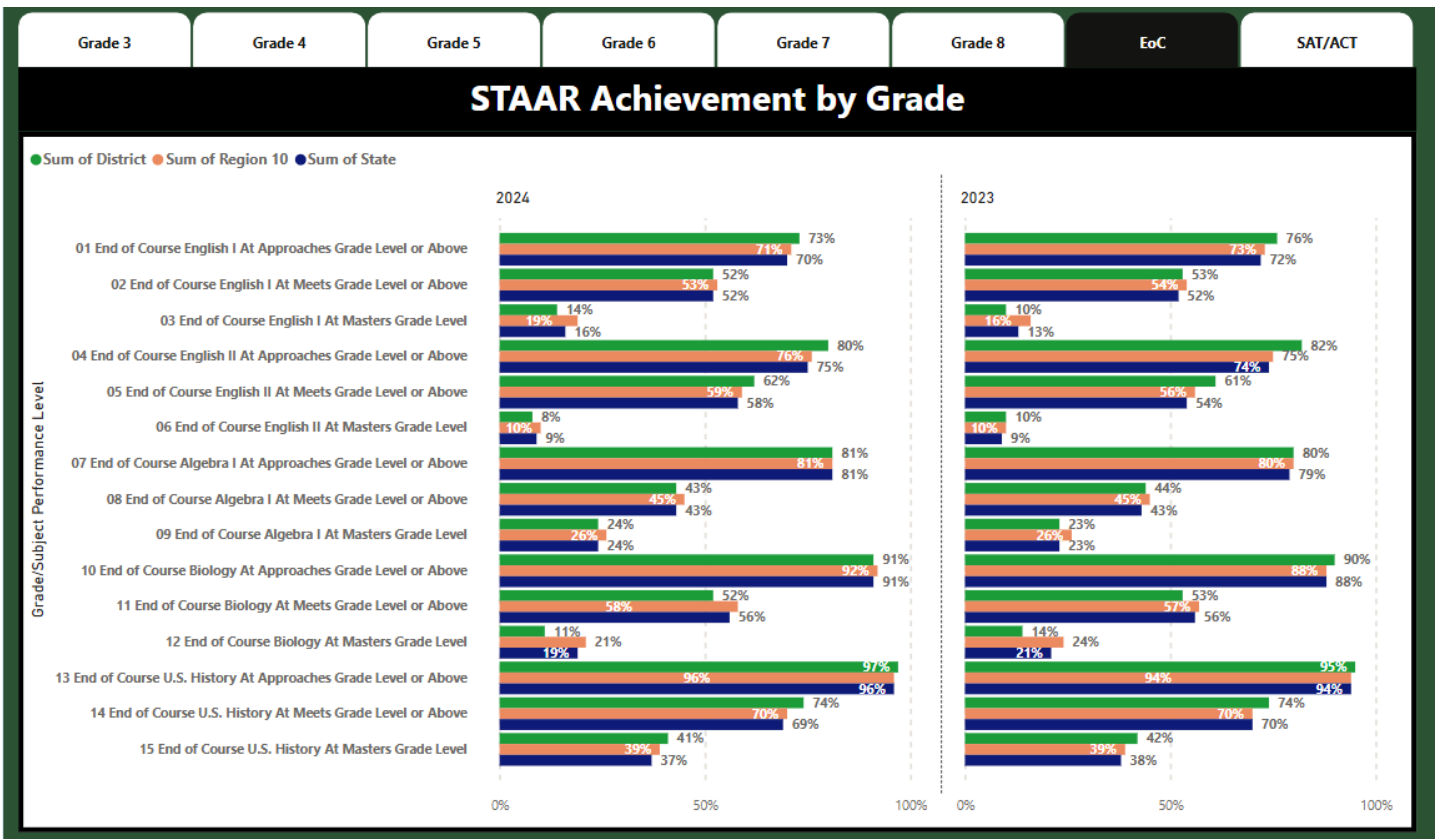 Grade 3 Grade 4 Grade 5 Grade 6 Grade 7 Grade 8 EoC SAT/ACT
STAAR Achievement by Grade
Sum of District Sum of Region 10 Sum of State
2024 2023
Grade/Subject Performance Level
01 End of Course English I At Approaches Grade Level or Above 73% 71% 70% 76% 73% 72%
02 End of Course English I At Meets Grade Level or Above 52% 53% 52% 53% 54% 52%
03 End of Course English I At Masters Grade Level 14% 19% 16% 10% 16% 13%
04 End of Course English II At Approaches Grade Level or Above 80% 76% 75% 82% 75% 74%
05 End of Course English II At Meets Grade Level or Above 62% 59% 58% 61% 56% 54%
06 End of Course English II At Masters Grade Level 8% 10% 9% 10% 10% 9%
07 End of Course Algebra I At Approaches Grade Level or Above 81% 81% 81% 80% 80% 79%
08 End of Course Algebra I At Meets Grade Level or Above 43% 45% 43% 44% 45% 43%
09 End of Course Algebra I At Masters Grade Level 24% 26% 24% 23% 26% 23%
10 End of Course Biology At Approaches Grade Level or Above 91% 92% 91% 90% 88% 88%
11 End of Course Biology At Meets Grade Level or Above 52% 58% 56% 53% 57% 56%
12 End of Course Biology At Masters Grade Level 11% 21% 19% 14% 24% 21%
13 End of Course U.S. History At Approaches Grade Level or Above 97% 96% 96% 95% 94% 94%
14 End of Course U.S. History At Meets Grade Level or Above 74% 70% 69% 74% 70% 70%
15 End of Course U.S. History At Masters Grade Level 41% 39% 37% 42% 39% 38%
0% 50% 100% 0% 50% 100%